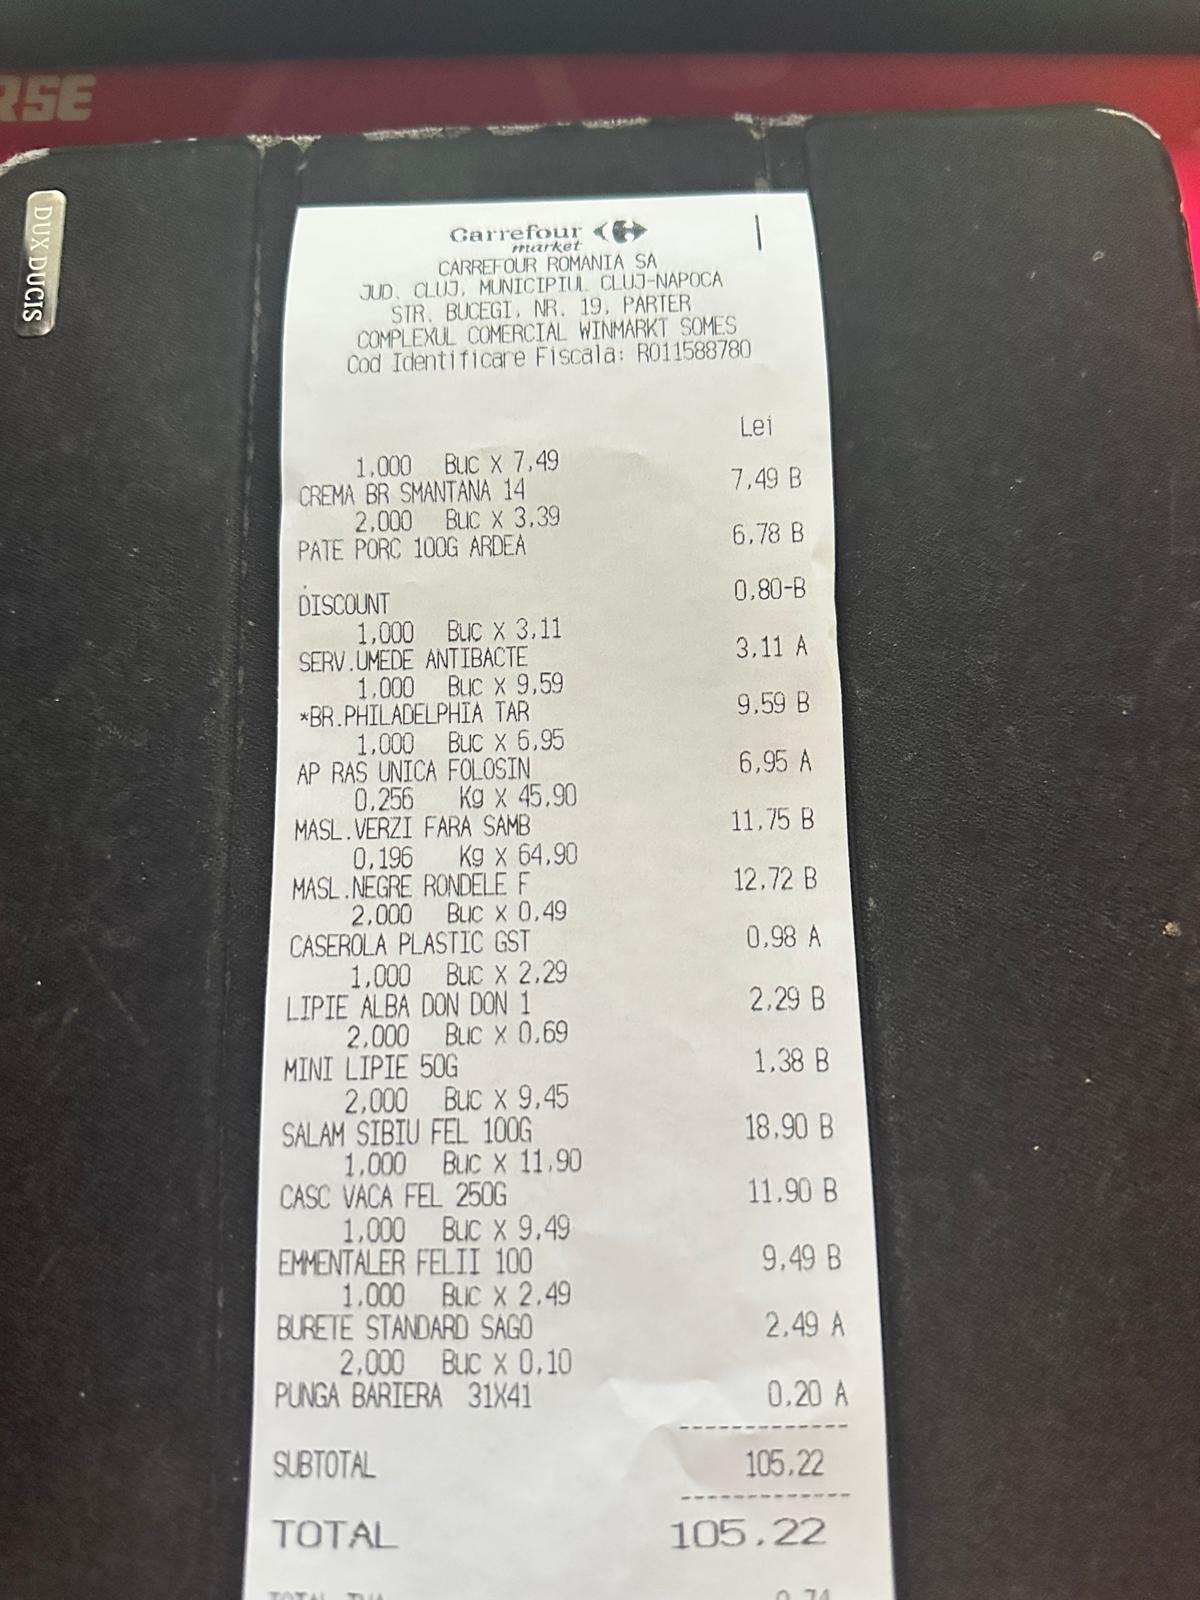 RSE
DUX DUCIS
Carrefour
market
CARREFOUR ROMANIA SA
JUD. CLUJ, MUNICIPIUL CLUJ-NAPOCA
STR. BUCEGI, NR. 19, PARTER
COMPLEXUL COMERCIAL WINMARKT SOMES
Cod Identificare Fiscala: RO11588780
Lei
1,000 Buc X 7,49
CREMA BR SMANTANA 14 7,49 B
2,000 Buc X 3,39
PATE PORC 100G ARDEA 6,78 B
.
DISCOUNT 0,80-B
1,000 Buc X 3,11
SERV.UMEDE ANTIBACTE 3,11 A
1,000 Buc X 9,59
*BR.PHILADELPHIA TAR 9,59 B
1,000 Buc X 6,95
AP RAS UNICA FOLOSIN 6,95 A
0,256 Kg X 45,90
MASL.VERZI FARA SAMB 11,75 B
0,196 Kg X 64,90
MASL.NEGRE RONDELE F 12,72 B
2,000 Buc X 0,49
CASEROLA PLASTIC GST 0,98 A
1,000 Buc X 2,29
LIPIE ALBA DON DON 1 2,29 B
2,000 Buc X 0,69
MINI LIPIE 50G 1,38 B
2,000 Buc X 9,45
SALAM SIBIU FEL 100G 18,90 B
1,000 Buc X 11,90
CASC VACA FEL 250G 11,90 B
1,000 Buc X 9,49
EMMENTALER FELII 100 9,49 B
1,000 Buc X 2,49
BURETE STANDARD SAGO 2,49 A
2,000 Buc X 0,10
PUNGA BARIERA 31X41 0,20 A
SUBTOTAL 105,22
TOTAL 105,22
TOTAL TVA